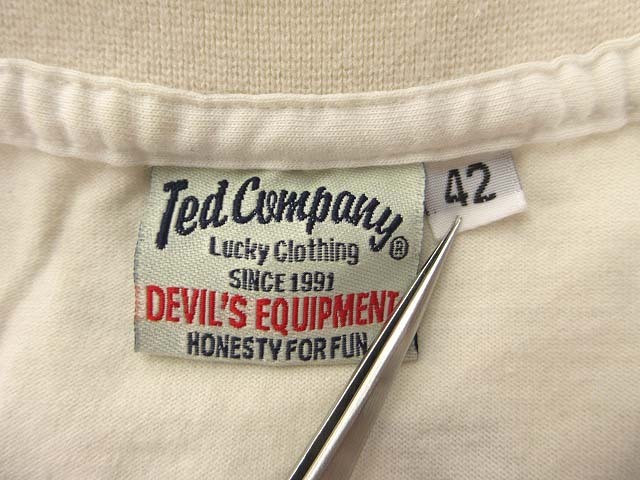 Ted Company®
Lucky Clothing
SINCE 1991
DEVIL'S EQUIPMENT
HONESTY FOR FUN
42